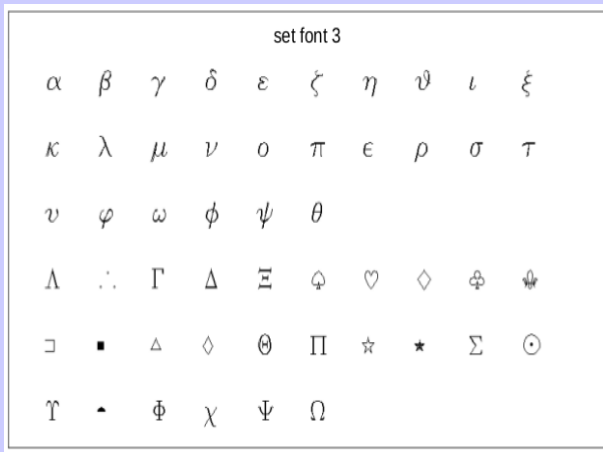 set font 3
α β γ δ ε ζ η ϑ ι ξ
κ λ μ ν ο π ϵ ρ σ τ
υ φ ω ϕ ψ θ
Λ ∴ Γ Δ Ξ ♤ ♡ ♢ ♧ ⚜
⊐ ■ △ ◊ Θ Π ☆ ★ Σ ⊙
ϒ Φ χ Ψ Ω